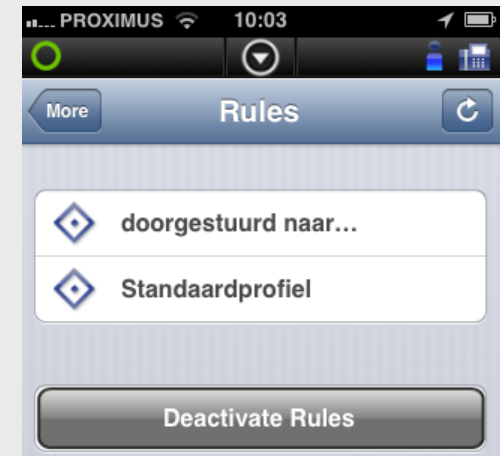 PROXIMUS 10:03
More Rules
doorgestuurd naar...
Standaardprofiel
Deactivate Rules